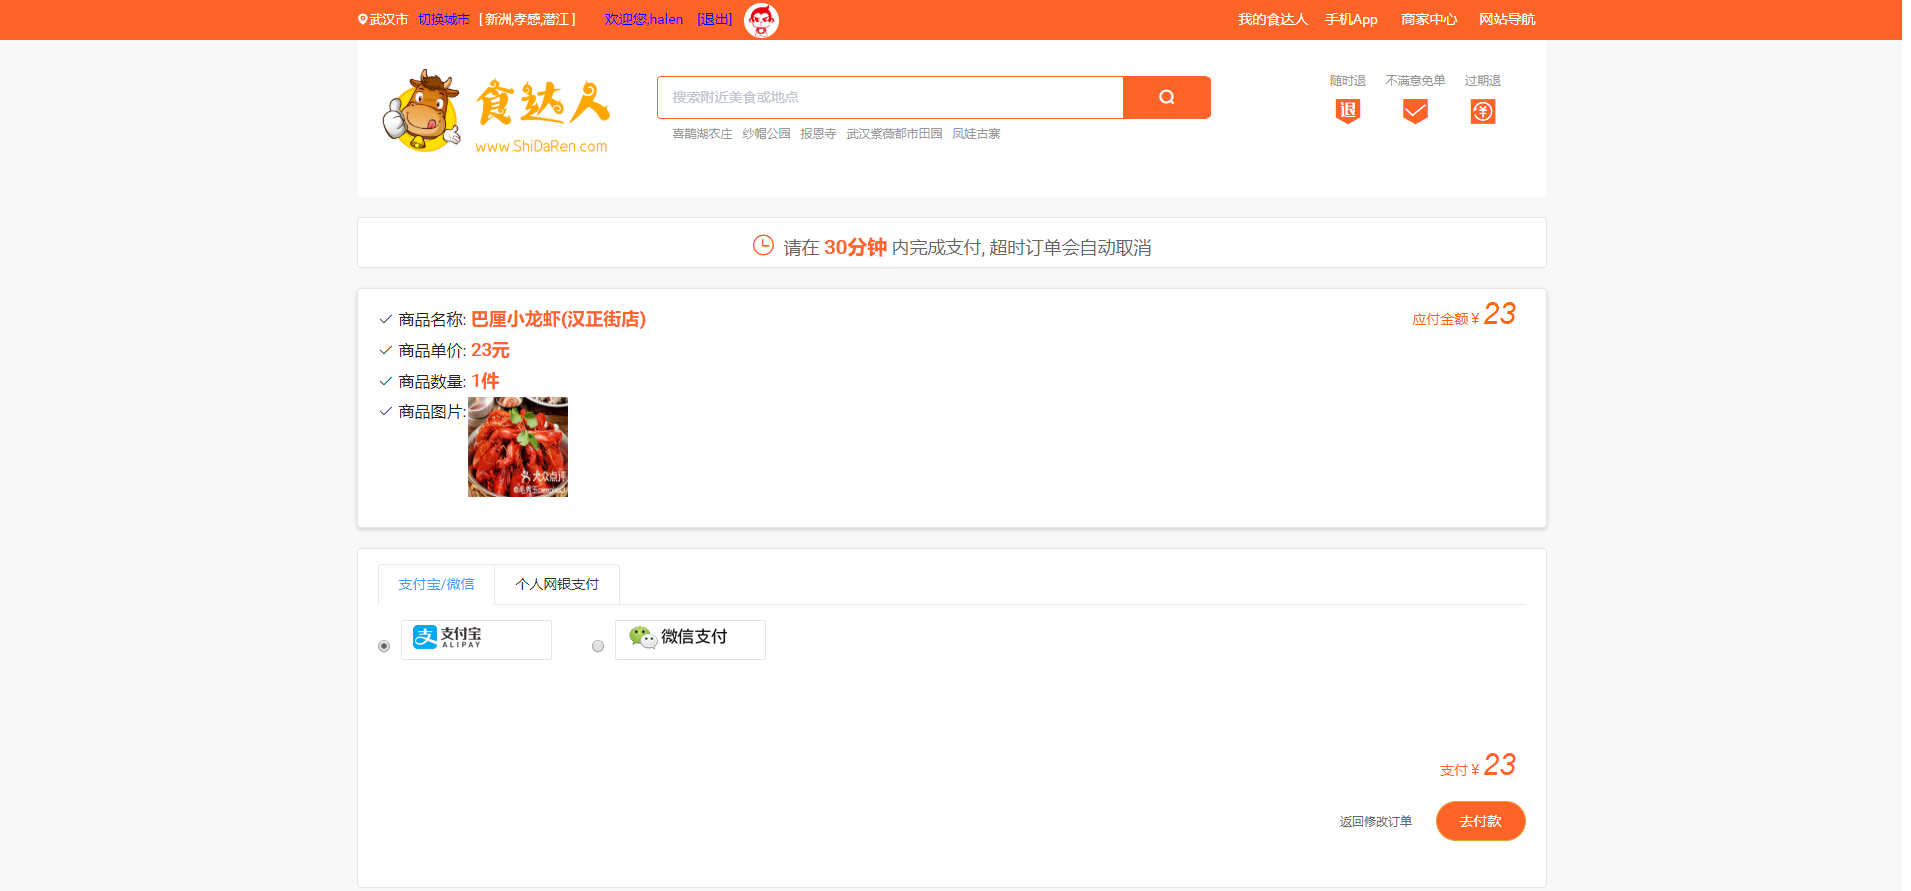 武汉市 切换城市 [ 新洲,孝感,潜江 ] 欢迎您,halen [退出] 我的食达人 手机App 商家中心 网站导航
食达人
www.ShiDaRen.com
搜索附近美食或地点
喜鹊湖农庄 纱帽公园 报恩寺 武汉紫薇都市田园 凤娃古寨
随时退 不满意免单 过期退
退
请在 30分钟 内完成支付, 超时订单会自动取消
商品名称: 巴厘小龙虾(汉正街店)
应付金额 ¥ 23
商品单价: 23元
商品数量: 1件
商品图片:
大众点评
支付宝/微信 个人网银支付
支付宝
ALIPAY
微信支付
支付 ¥ 23
返回修改订单 去付款